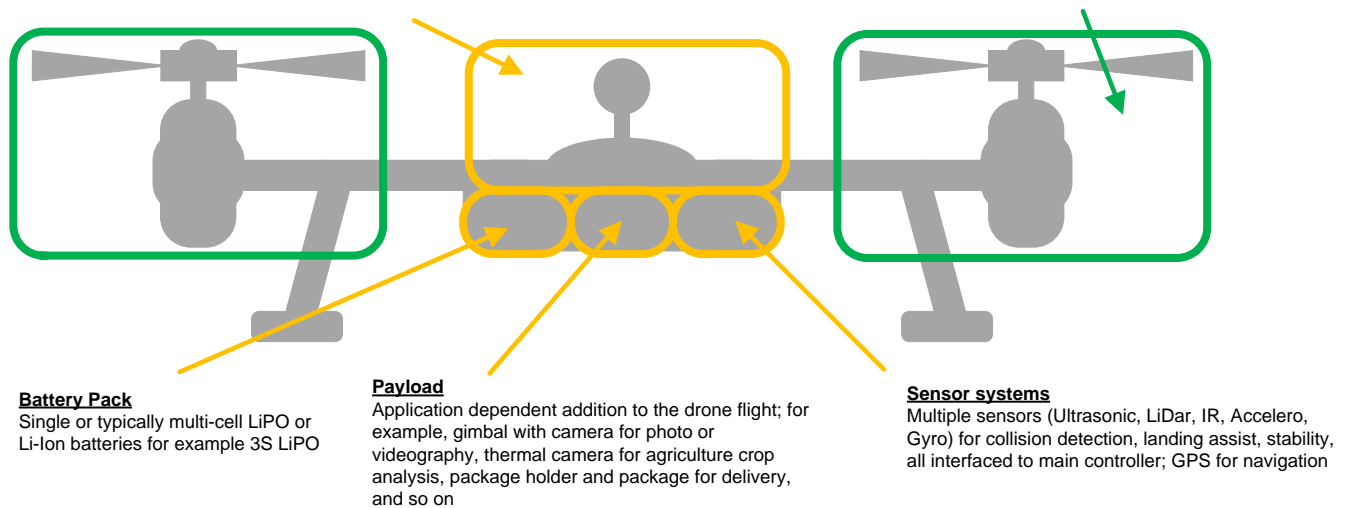 Battery Pack
Single or typically multi-cell LiPO or
Li-Ion batteries for example 3S LiPO
Payload
Application dependent addition to the drone flight; for
example, gimbal with camera for photo or
videography, thermal camera for agriculture crop
analysis, package holder and package for delivery,
and so on
Sensor systems
Multiple sensors (Ultrasonic, LiDar, IR, Accelero,
Gyro) for collision detection, landing assist, stability,
all interfaced to main controller; GPS for navigation